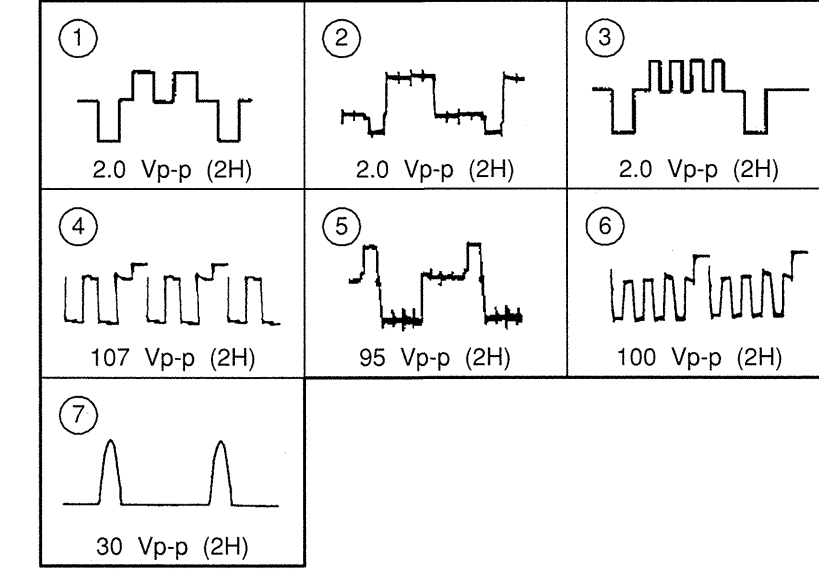 1 2 3
2.0 Vp-p (2H) 2.0 Vp-p (2H) 2.0 Vp-p (2H)
4 5 6
107 Vp-p (2H) 95 Vp-p (2H) 100 Vp-p (2H)
7
30 Vp-p (2H)